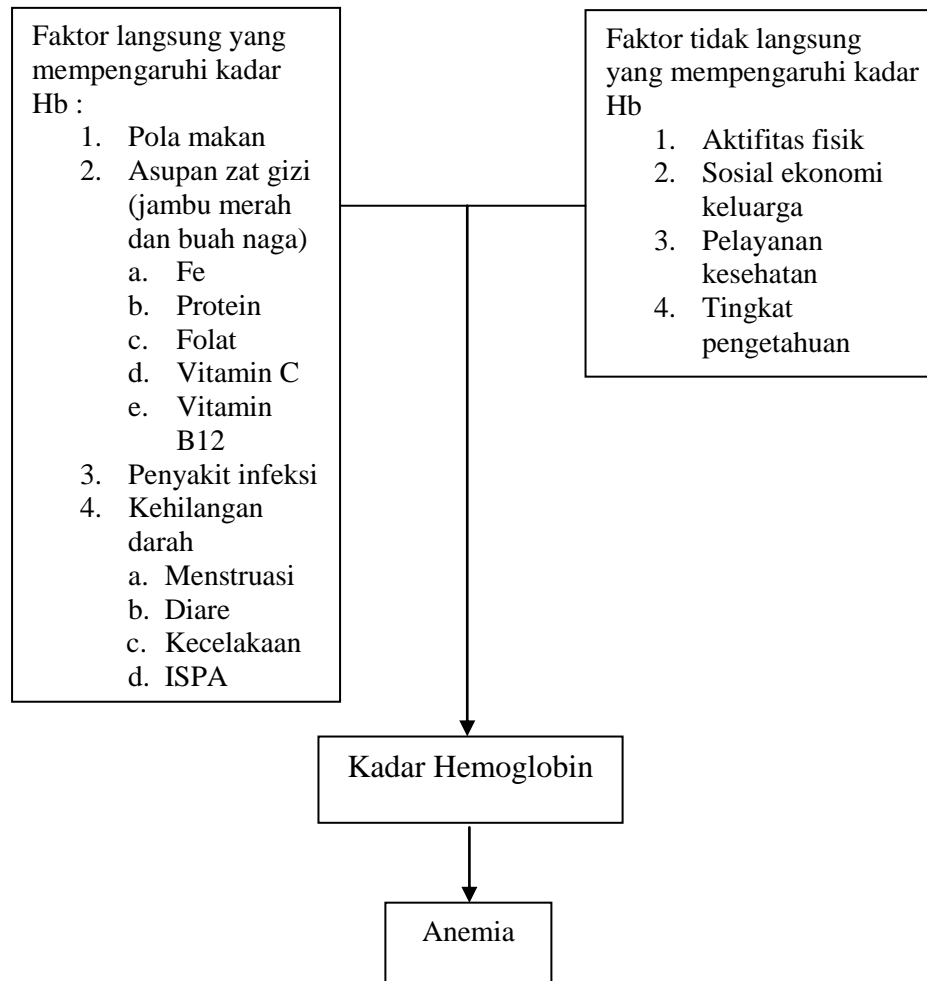 Faktor langsung yang
mempengaruhi kadar
Hb :
1. Pola makan
2. Asupan zat gizi
(jambu merah
dan buah naga)
a. Fe
b. Protein
c. Folat
d. Vitamin C
e. Vitamin
B12
3. Penyakit infeksi
4. Kehilangan
darah
a. Menstruasi
b. Diare
c. Kecelakaan
d. ISPA
Faktor tidak langsung
yang mempengaruhi kadar
Hb
1. Aktifitas fisik
2. Sosial ekonomi
keluarga
3. Pelayanan
kesehatan
4. Tingkat
pengetahuan
Kadar Hemoglobin
Anemia